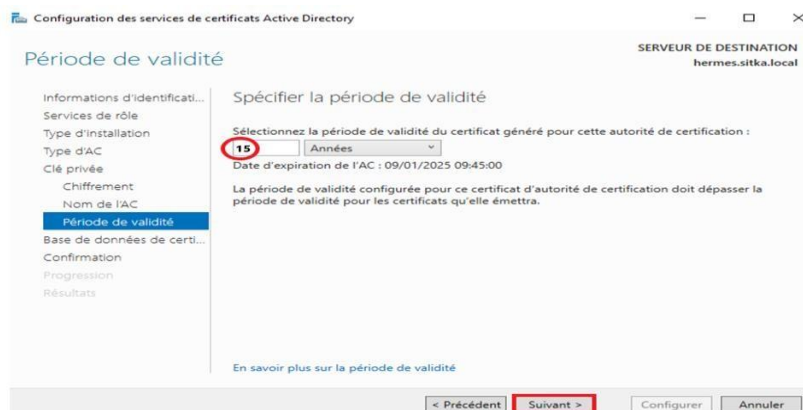 Configuration des services de certificats Active Directory
Période de validité
SERVEUR DE DESTINATION
hermes.sitka.local
Informations d'identificati...
Services de rôle
Type d'installation
Type d'AC
Clé privée
Chiffrement
Nom de l'AC
Période de validité
Base de données de certi...
Confirmation
Progression
Résultats
Spécifier la période de validité
Sélectionnez la période de validité du certificat généré pour cette autorité de certification :
15 Années
Date d'expiration de l'AC : 09/01/2025 09:45:00
La période de validité configurée pour ce certificat d'autorité de certification doit dépasser la
période de validité pour les certificats qu'elle émettra.
En savoir plus sur la période de validité
< Précédent Suivant > Configurer Annuler